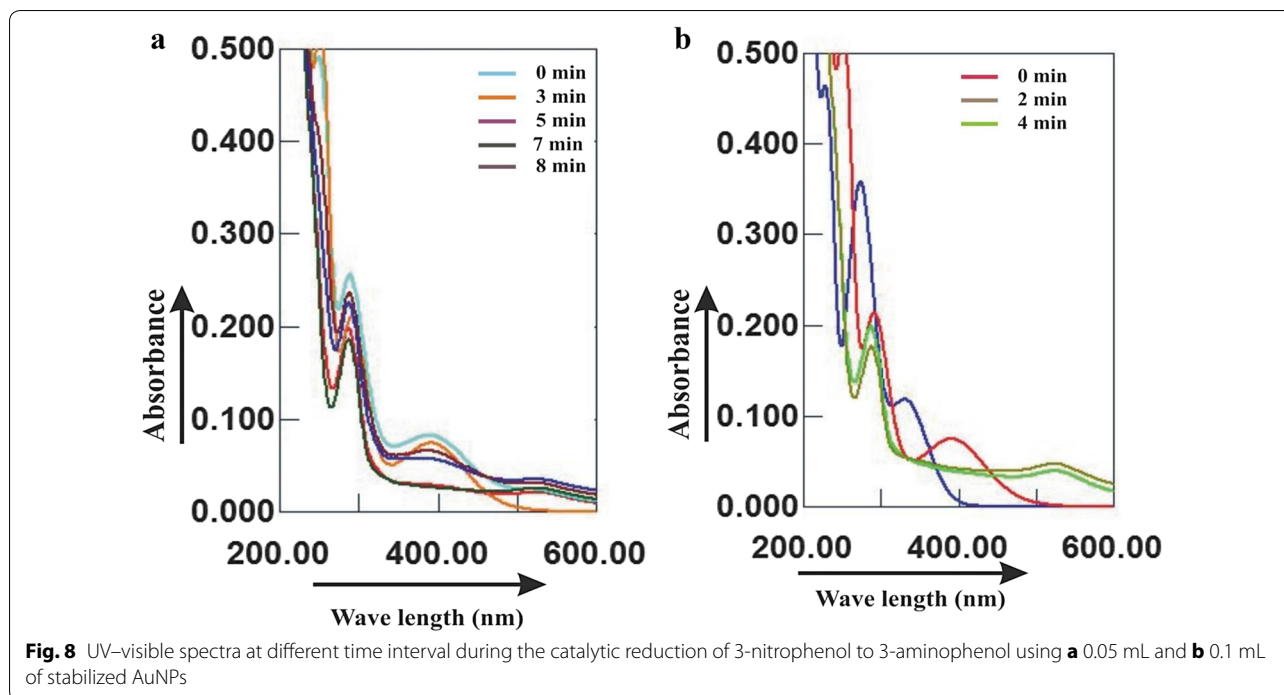 a
0.500
0.400
0.300
0.200
0.100
0.000
200.00 400.00 600.00
Absorbance
Wave length (nm)
0 min
3 min
5 min
7 min
8 min
b
0.500
0.400
0.300
0.200
0.100
0.000
200.00 400.00 600.00
Absorbance
Wave length (nm)
0 min
2 min
4 min
Fig. 8 UV–visible spectra at different time interval during the catalytic reduction of 3-nitrophenol to 3-aminophenol using a 0.05 mL and b 0.1 mL
of stabilized AuNPs